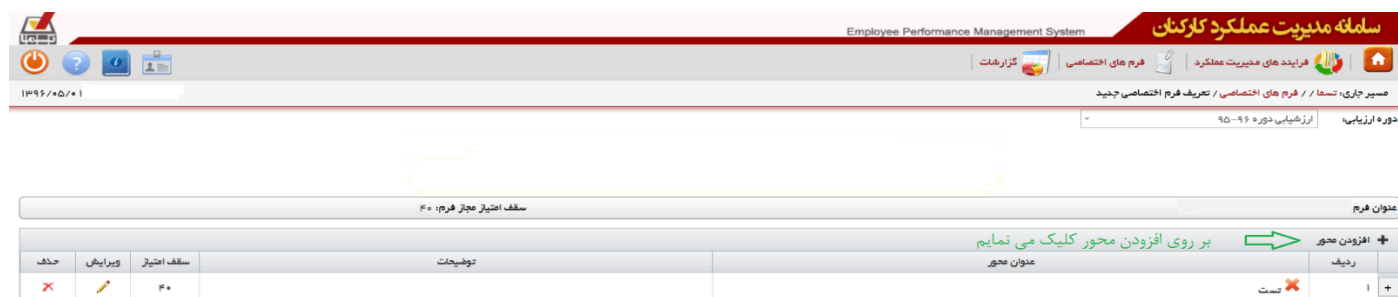 سامانه مدیریت عملکرد کارکنان
Employee Performance Management System
فرایند های مدیریت عملکرد | فرم های اختصاصی | گزارشات
مسیر جاری: تسما / / فرم های اختصاصی / تعریف فرم اختصاصی جدید
۱۳۹۶/۰۵/۰۱
دوره ارزیابی: ارزشیابی دوره ۹۶-۹۵
عنوان فرم
سقف امتیاز مجاز فرم: ۴۰
+ افزودن محور
بر روی افزودن محور کلیک می نمایم
ردیف عنوان محور توضیحات سقف امتیاز ویرایش حذف
+ ۱ تست ۴۰